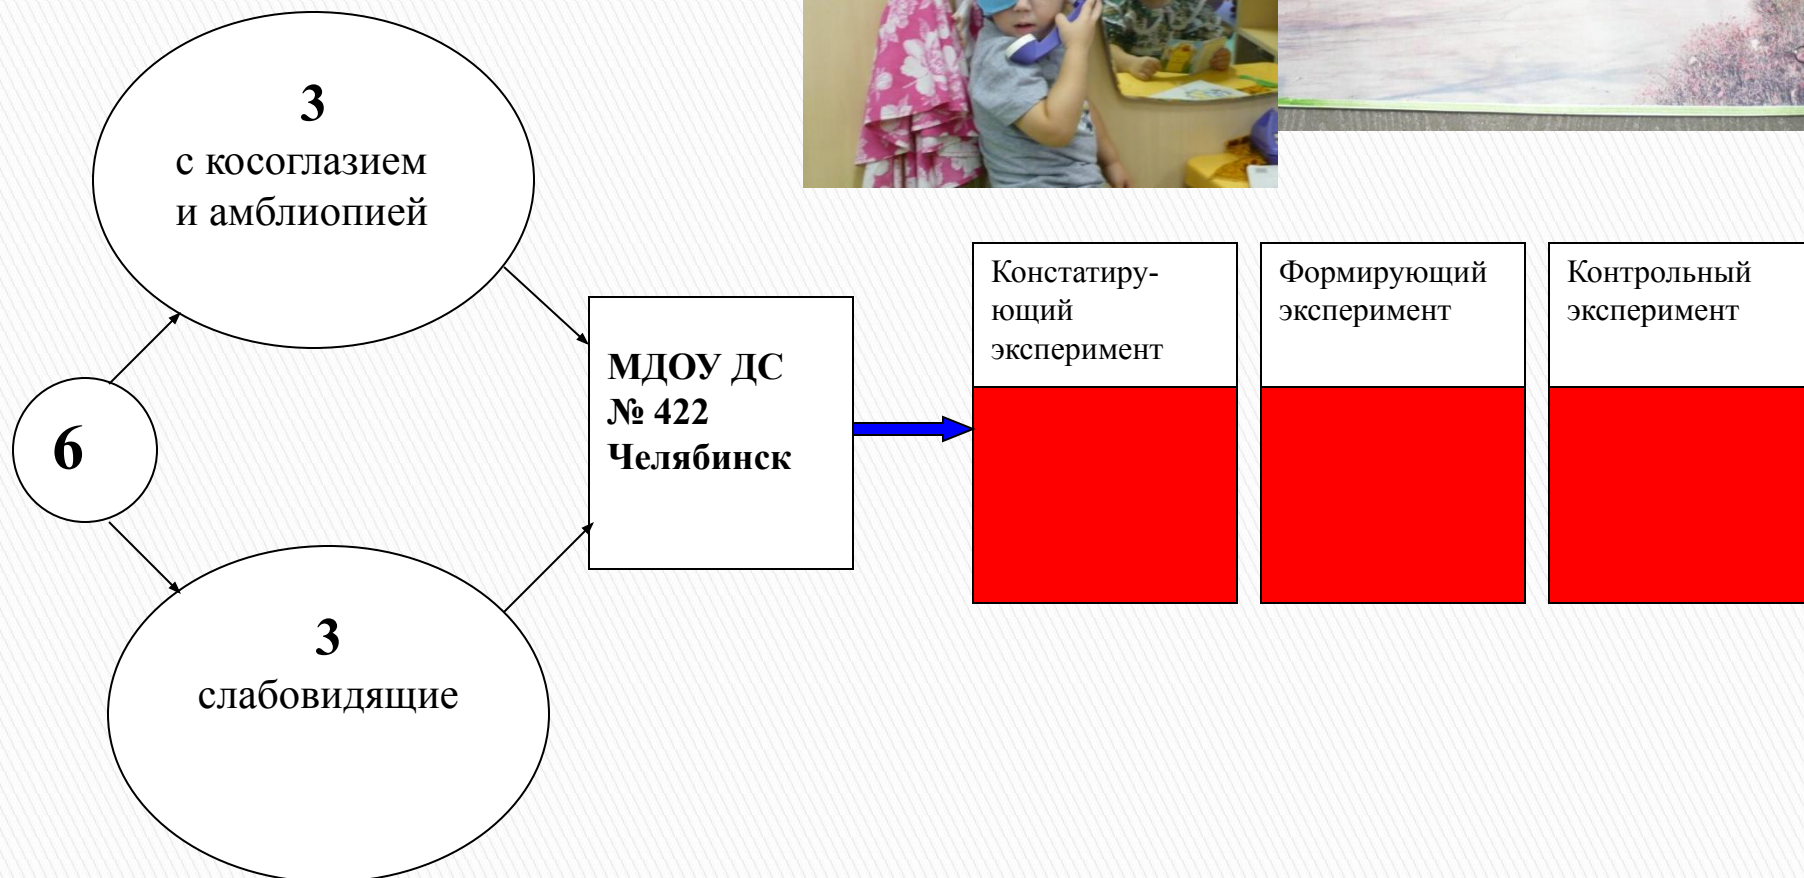 3
с косоглазием
и амблиопией
6
3
слабовидящие
МДОУ ДС
№ 422
Челябинск
Констатиру-
ющий
эксперимент
Формирующий
эксперимент
Контрольный
эксперимент